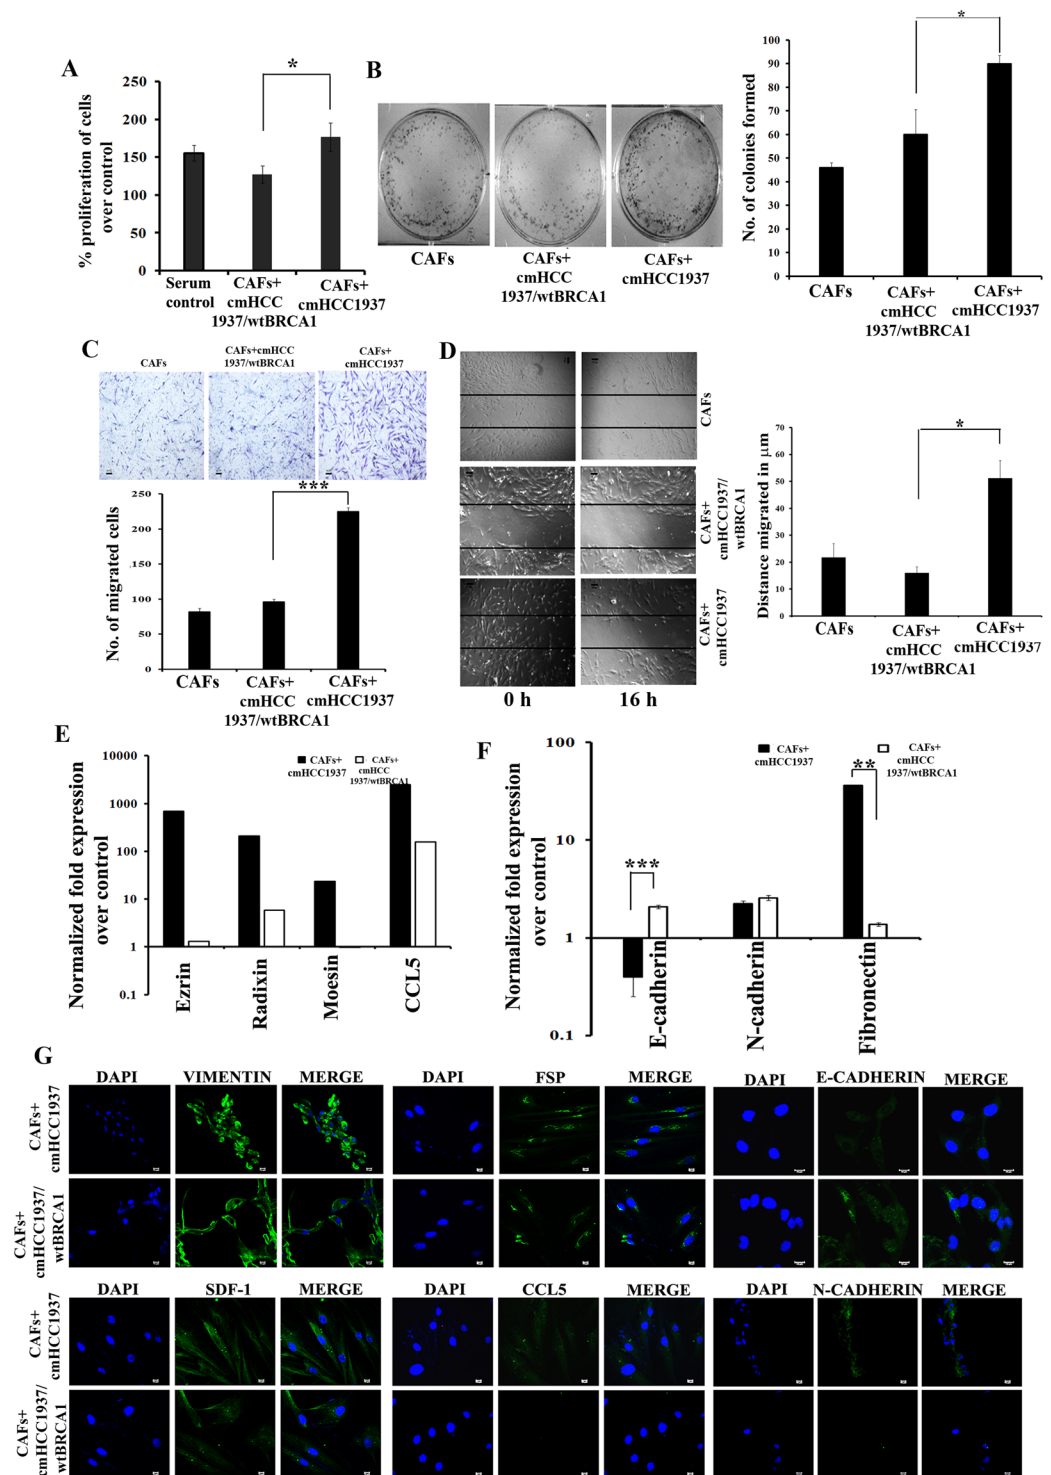 A
% proliferation of cells
over control
250
200
150
100
50
0
*
Serum
control
CAFs+
cmHCC
1937/wtBRCA1
CAFs+
cmHCC1937
B
CAFs
CAFs+
cmHCC
1937/wtBRCA1
CAFs+
cmHCC1937
No. of colonies formed
100
90
80
70
60
50
40
30
20
10
0
*
CAFs
CAFs+
cmHCC
1937/wtBRCA1
CAFs+
cmHCC1937
C
CAFs
CAFs+cmHCC
1937/wtBRCA1
CAFs+
cmHCC1937
No. of migrated cells
250
200
150
100
50
0
***
CAFs
CAFs+
cmHCC
1937/wtBRCA1
CAFs+
cmHCC1937
D
CAFs
CAFs+
cmHCC1937/
wtBRCA1
CAFs+
cmHCC1937
0 h
16 h
Distance migrated in μm
70
60
50
40
30
20
10
0
*
CAFs
CAFs+
cmHCC
1937/wtBRCA1
CAFs+
cmHCC1937
E
Normalized fold expression
over control
10000
1000
100
10
1
0.1
CAFs+
cmHCC1937
CAFs+
cmHCC
1937/wtBRCA1
Ezrin
Radixin
Moesin
CCL5
F
Normalized fold expression
over control
100
10
1
0.1
CAFs+
cmHCC1937
CAFs+
cmHCC
1937/wtBRCA1
***
**
E-cadherin
N-cadherin
Fibronectin
G
DAPI VIMENTIN MERGE DAPI FSP MERGE DAPI E-CADHERIN MERGE
CAFs+
cmHCC1937
CAFs+
cmHCC1937/
wtBRCA1
DAPI SDF-1 MERGE DAPI CCL5 MERGE DAPI N-CADHERIN MERGE
CAFs+
cmHCC1937
CAFs+
cmHCC1937/
wtBRCA1